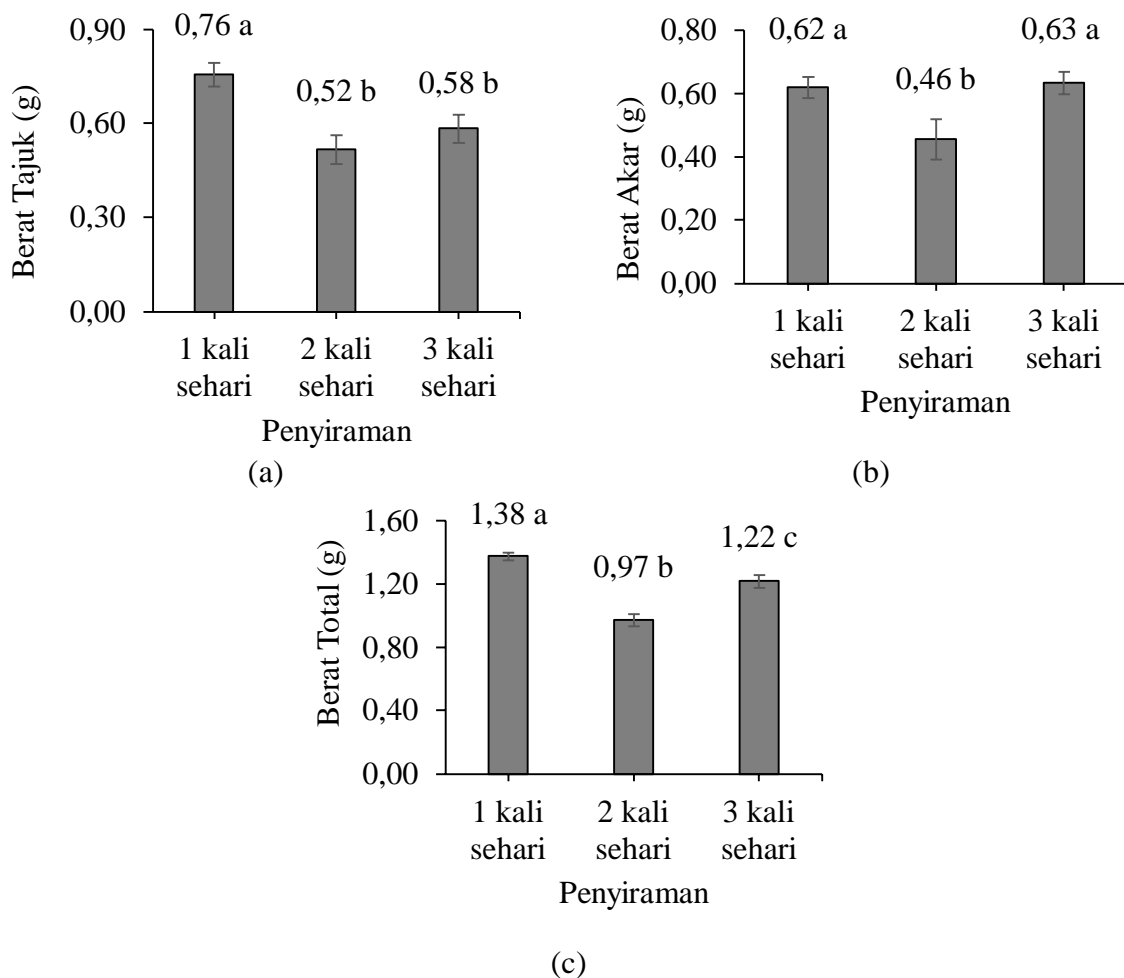 Berat Tajuk (g)
0,90
0,60
0,30
0,00
0,76 a
0,52 b
0,58 b
1 kali
sehari
2 kali
sehari
3 kali
sehari
Penyiraman
(a)
Berat Akar (g)
0,80
0,60
0,40
0,20
0,00
0,62 a
0,46 b
0,63 a
1 kali
sehari
2 kali
sehari
3 kali
sehari
Penyiraman
(b)
Berat Total (g)
1,60
1,20
0,80
0,40
0,00
1,38 a
0,97 b
1,22 c
1 kali
sehari
2 kali
sehari
3 kali
sehari
Penyiraman
(c)